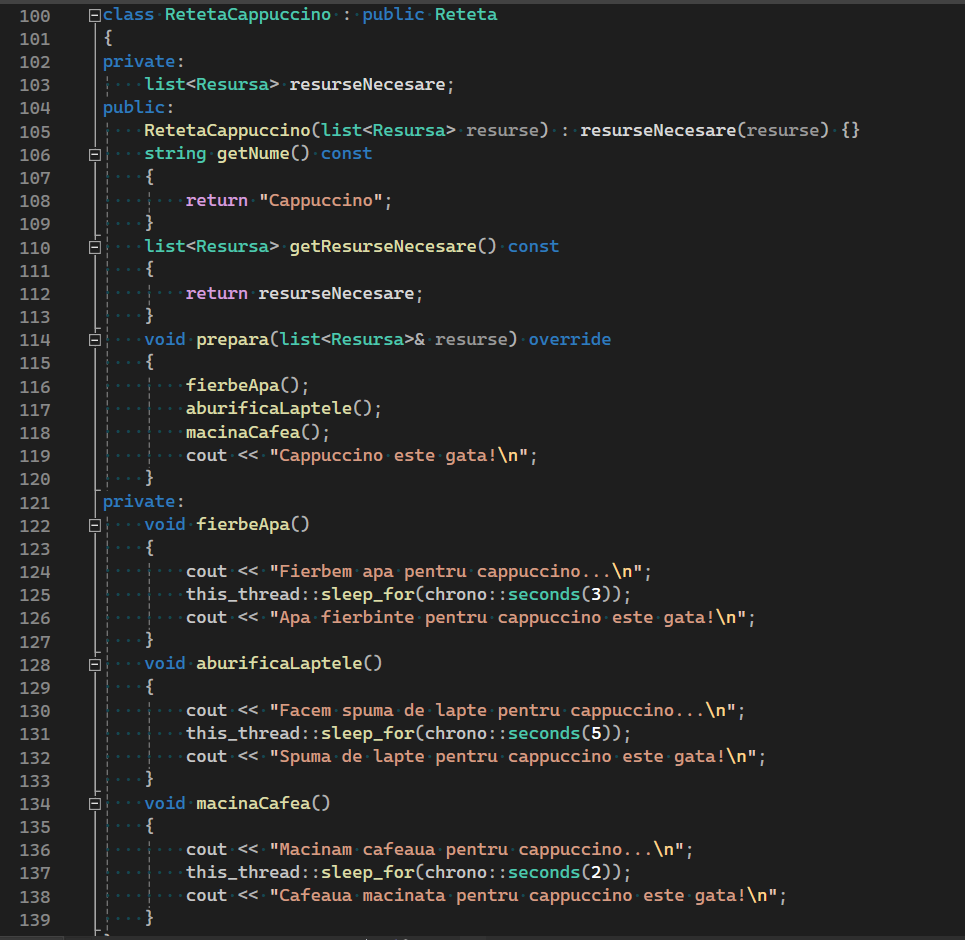 100 class RetetaCappuccino : public Reteta
101 {
102 private:
103     list<Resursa> resurseNecesare;
104 public:
105     RetetaCappuccino(list<Resursa> resurse) : resurseNecesare(resurse) {}
106     string getNume() const
107     {
108         return "Cappuccino";
109     }
110     list<Resursa> getResurseNecesare() const
111     {
112         return resurseNecesare;
113     }
114     void prepara(list<Resursa>& resurse) override
115     {
116         fierbeApa();
117         aburificaLaptele();
118         macinaCafea();
119         cout << "Cappuccino este gata!\n";
120     }
121 private:
122     void fierbeApa()
123     {
124         cout << "Fierbem apa pentru cappuccino...\n";
125         this_thread::sleep_for(chrono::seconds(3));
126         cout << "Apa fierbinte pentru cappuccino este gata!\n";
127     }
128     void aburificaLaptele()
129     {
130         cout << "Facem spuma de lapte pentru cappuccino...\n";
131         this_thread::sleep_for(chrono::seconds(5));
132         cout << "Spuma de lapte pentru cappuccino este gata!\n";
133     }
134     void macinaCafea()
135     {
136         cout << "Macinam cafeaua pentru cappuccino...\n";
137         this_thread::sleep_for(chrono::seconds(2));
138         cout << "Cafeaua macinata pentru cappuccino este gata!\n";
139     }